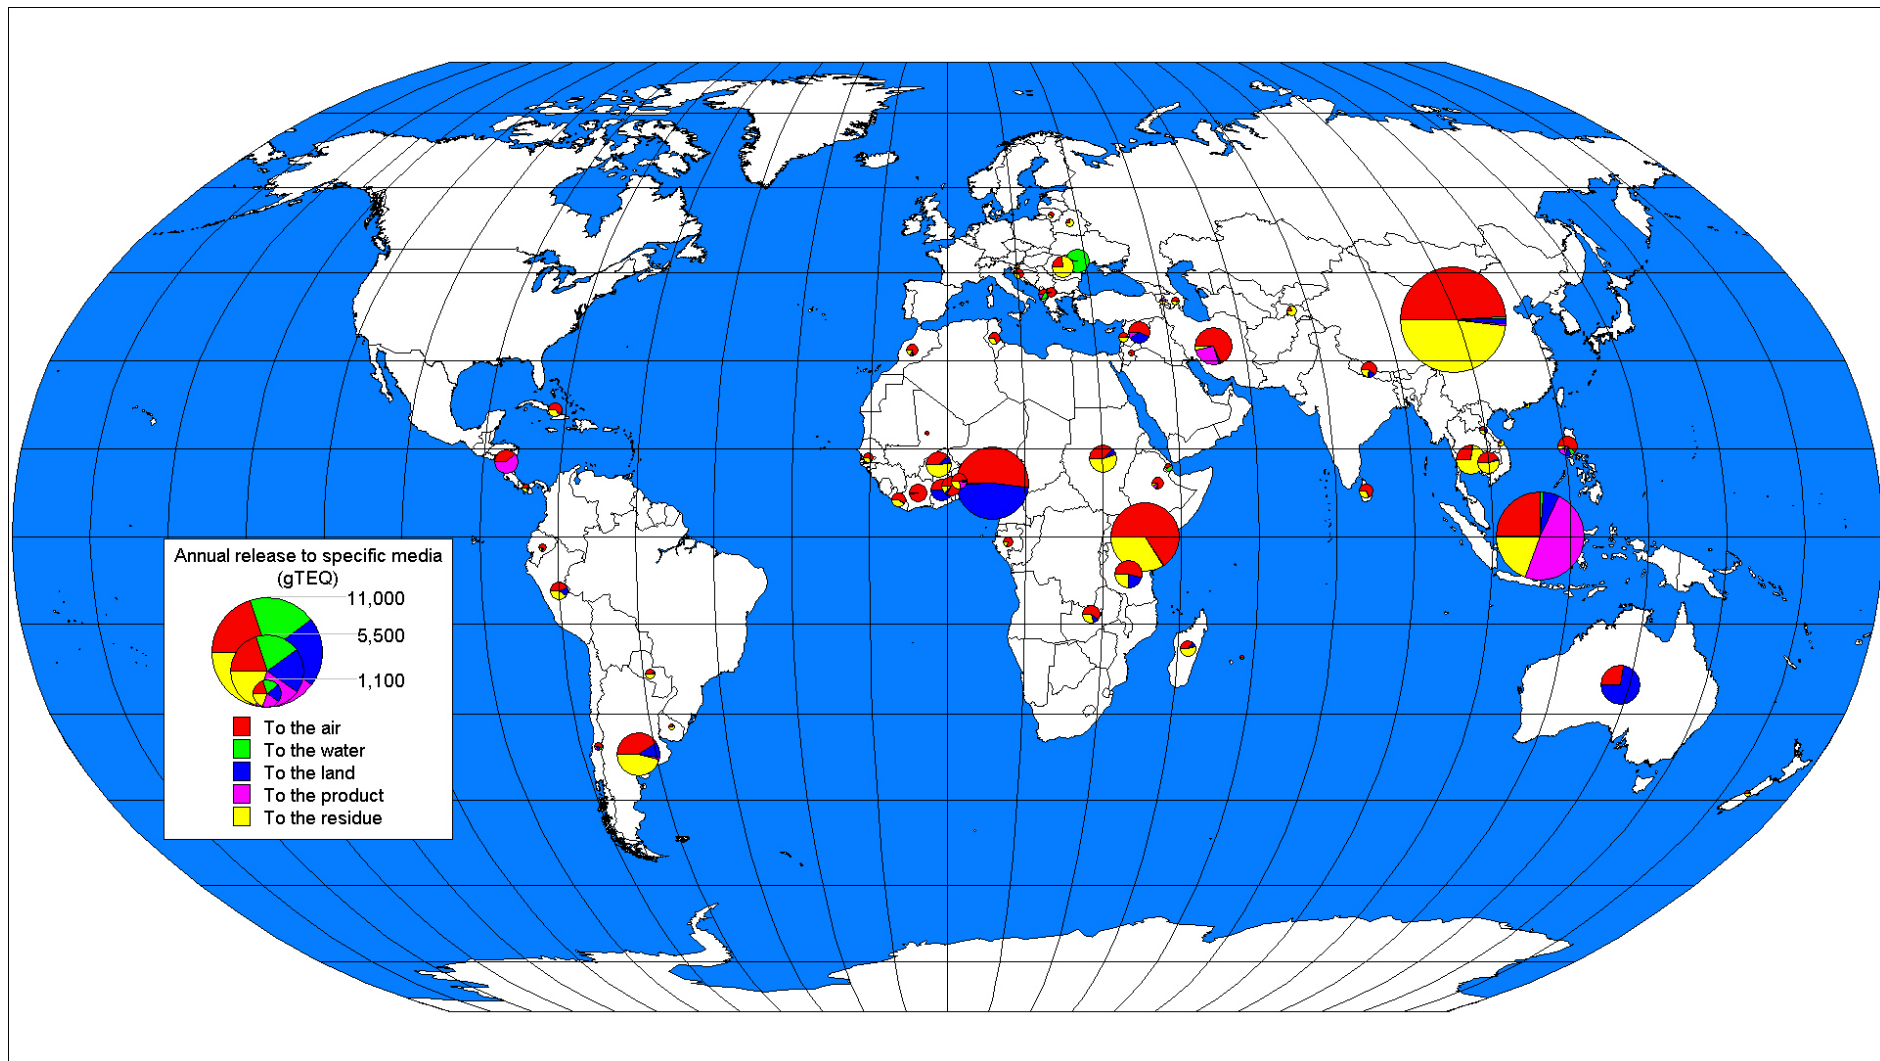 Annual release to specific media
(gTEQ)
11,000
5,500
1,100
To the air
To the water
To the land
To the product
To the residue